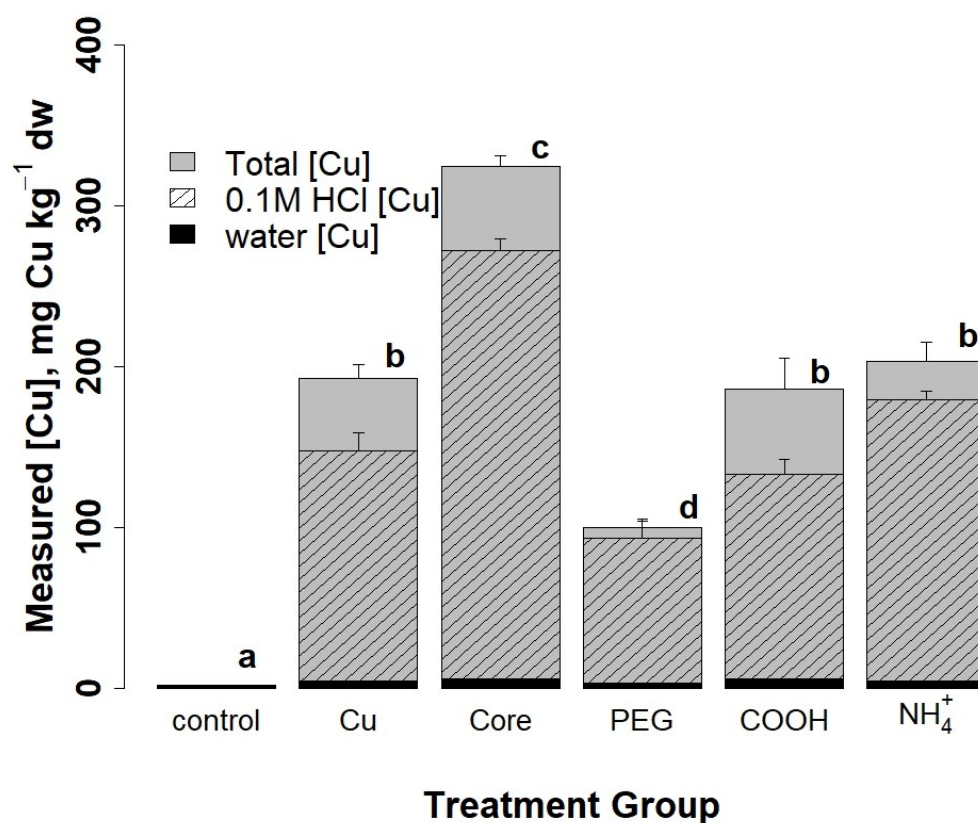 Measured [Cu], mg Cu kg⁻¹ dw
400
300
200
100
0
Total [Cu]
0.1M HCl [Cu]
water [Cu]
a
b
c
d
b
b
control Cu Core PEG COOH NH₄⁺
Treatment Group